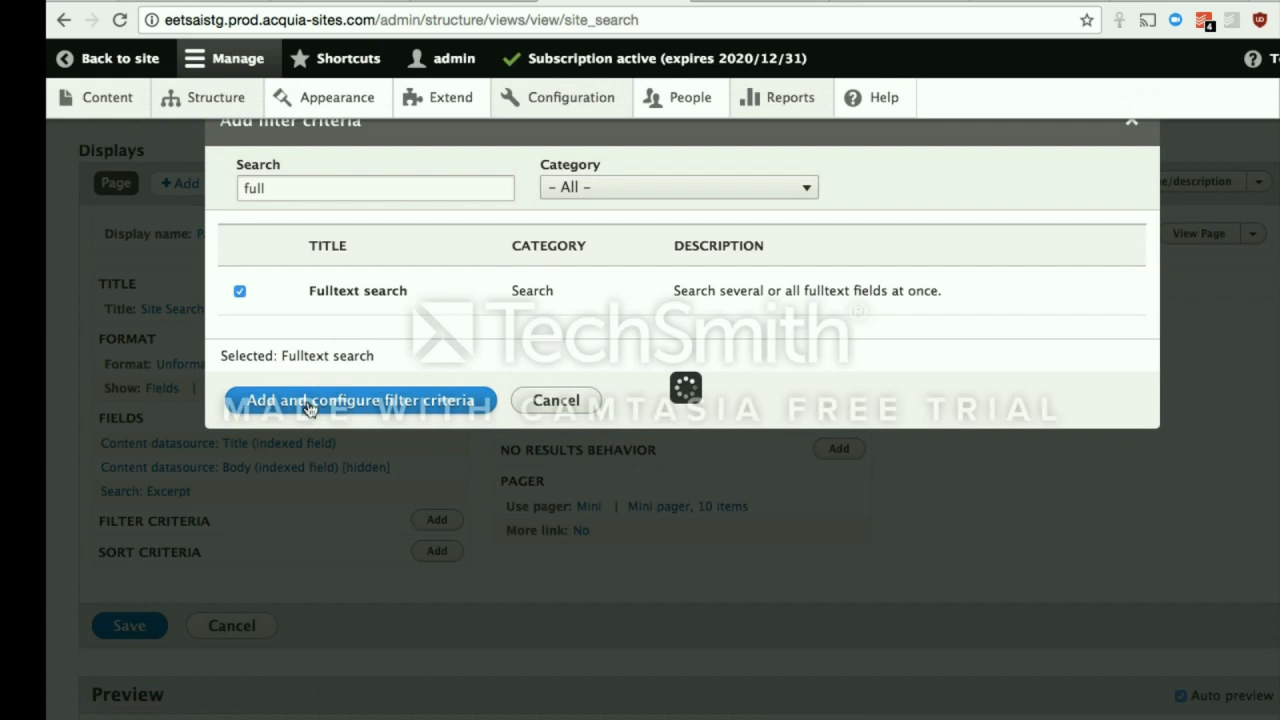 eetsaistg.prod.acquia-sites.com/admin/structure/views/view/site_search
4
Back to site Manage Shortcuts admin Subscription active (expires 2020/12/31)
Content Structure Appearance Extend Configuration People Reports Help
Add filter criteria
Displays
Search Category
Page + Add full - All - /description
Display name: View Page
TITLE CATEGORY DESCRIPTION
TITLE
Fulltext search Search Search several or all fulltext fields at once.
Title: Site Search
TechSmith®
FORMAT
Selected: Fulltext search
Format:
Show: Fields |
Add and configure filter criteria Cancel
MADE WITH CAMTASIA FREE TRIAL
FIELDS
Content datasource: Title (indexed field)
NO RESULTS BEHAVIOR Add
Content datasource: Body (indexed field) [hidden]
PAGER
Search: Excerpt
Use pager: Mini | Mini pager, 10 items
FILTER CRITERIA Add
More link: No
SORT CRITERIA Add
Save Cancel
Preview Auto preview